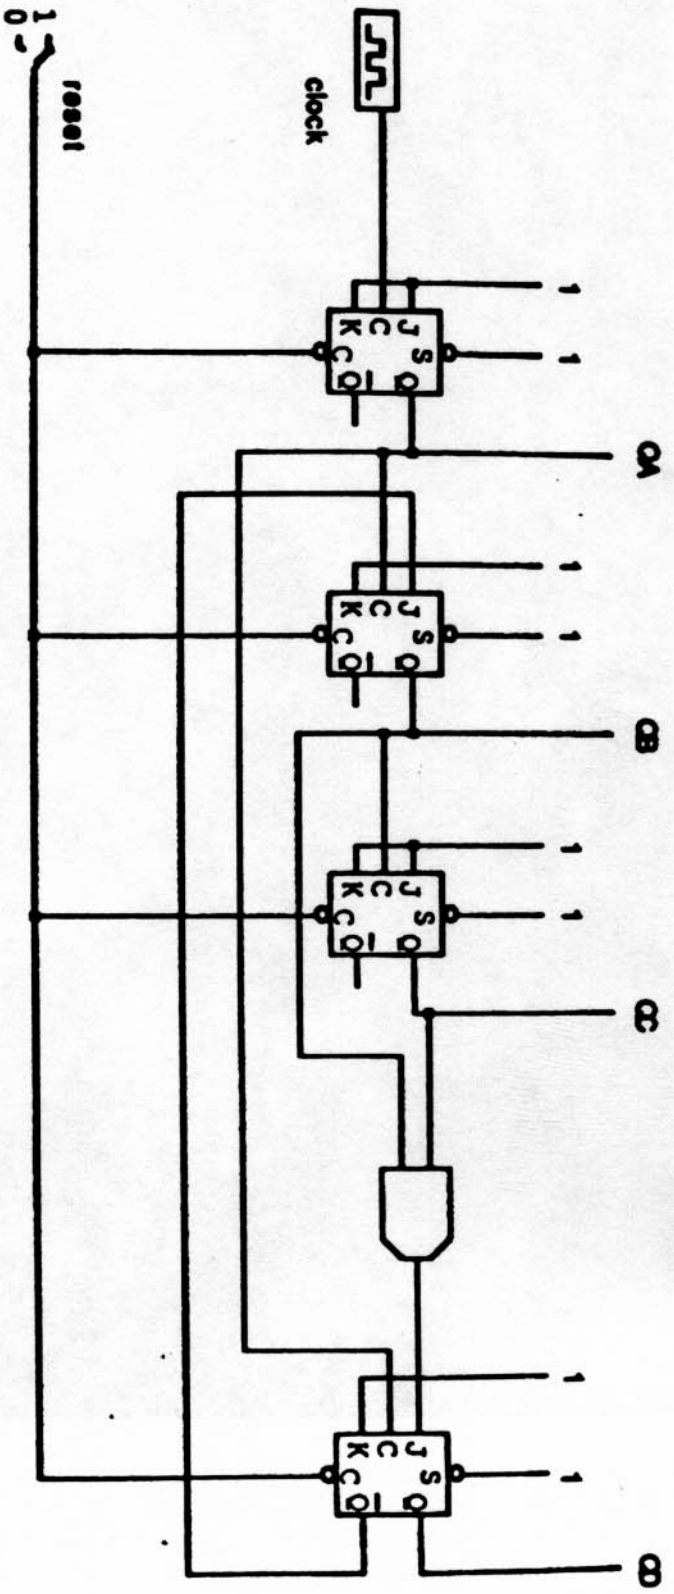 QA QB QC QD
1 1 1 1 1 1 1 1
J S Q J S Q J S Q J S Q
C C C C
K C Q̅ K C Q̅ K C Q̅ K C Q̅
clock
reset
1
0